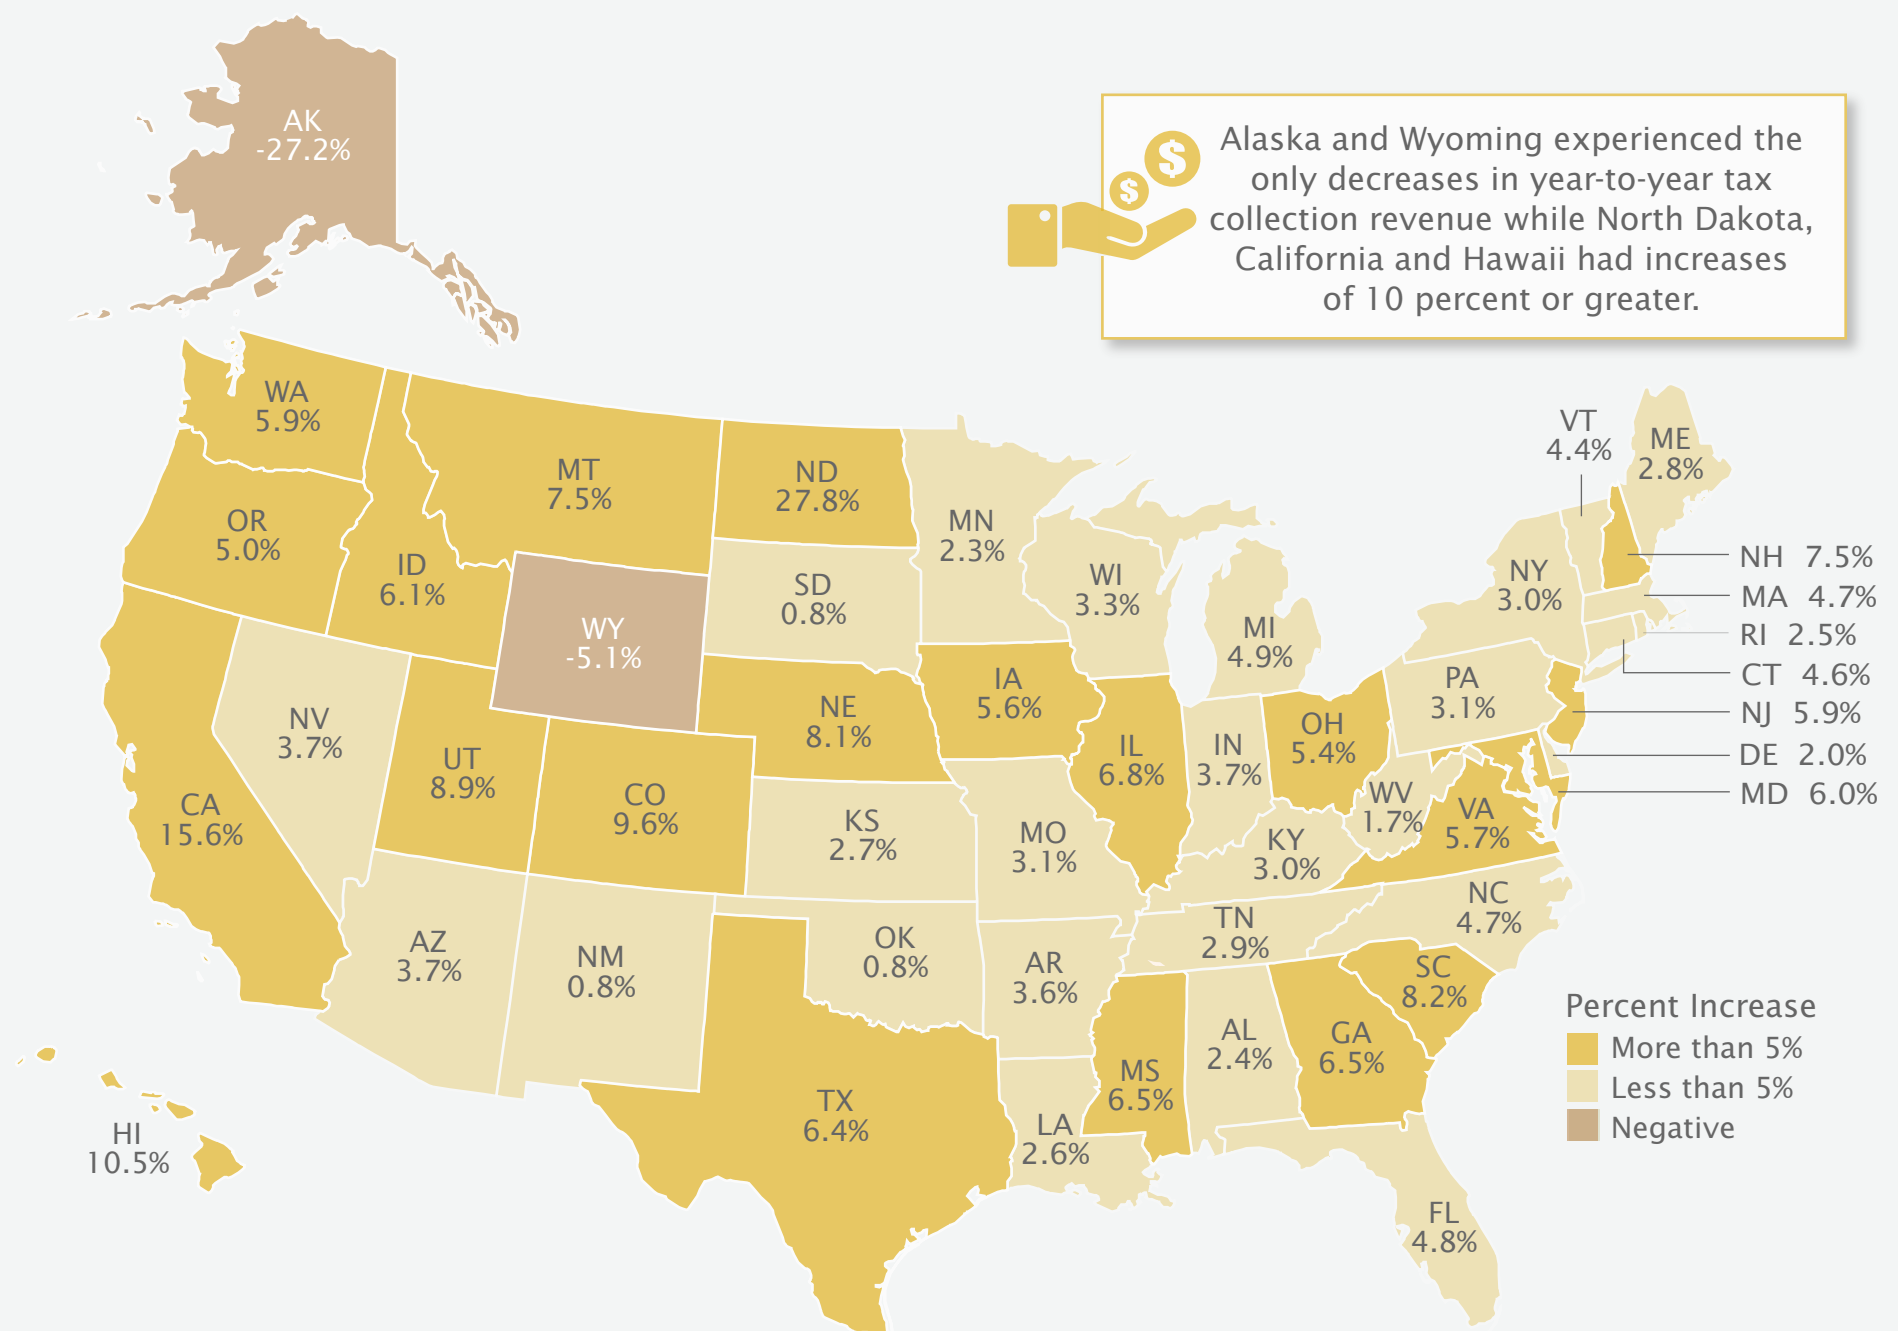 AK
-27.2%
$
$
Alaska and Wyoming experienced the
only decreases in year-to-year tax
collection revenue while North Dakota,
California and Hawaii had increases
of 10 percent or greater.
WA
5.9%
OR
5.0%
ID
6.1%
MT
7.5%
ND
27.8%
MN
2.3%
SD
0.8%
WI
3.3%
MI
4.9%
VT
4.4%
ME
2.8%
NY
3.0%
NH 7.5%
MA 4.7%
RI 2.5%
CT 4.6%
NJ 5.9%
DE 2.0%
MD 6.0%
WY
-5.1%
NE
8.1%
IA
5.6%
IL
6.8%
IN
3.7%
OH
5.4%
PA
3.1%
NV
3.7%
UT
8.9%
CO
9.6%
CA
15.6%
KS
2.7%
MO
3.1%
KY
3.0%
WV
1.7%
VA
5.7%
NC
4.7%
TN
2.9%
AZ
3.7%
NM
0.8%
OK
0.8%
AR
3.6%
SC
8.2%
MS
6.5%
AL
2.4%
GA
6.5%
TX
6.4%
LA
2.6%
FL
4.8%
HI
10.5%
Percent Increase
More than 5%
Less than 5%
Negative